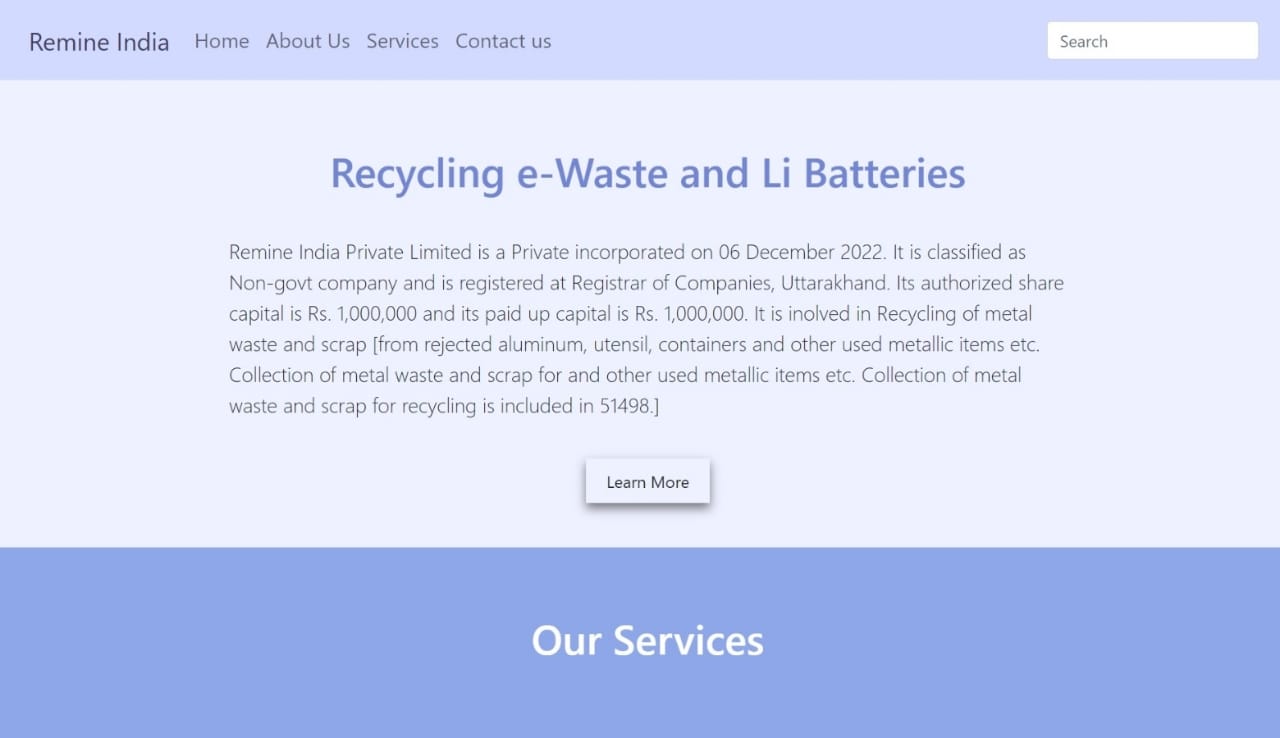 Remine India Home About Us Services Contact us Search
Recycling e-Waste and Li Batteries
Remine India Private Limited is a Private incorporated on 06 December 2022. It is classified as
Non-govt company and is registered at Registrar of Companies, Uttarakhand. Its authorized share
capital is Rs. 1,000,000 and its paid up capital is Rs. 1,000,000. It is inolved in Recycling of metal
waste and scrap [from rejected aluminum, utensil, containers and other used metallic items etc.
Collection of metal waste and scrap for and other used metallic items etc. Collection of metal
waste and scrap for recycling is included in 51498.]
Learn More
Our Services